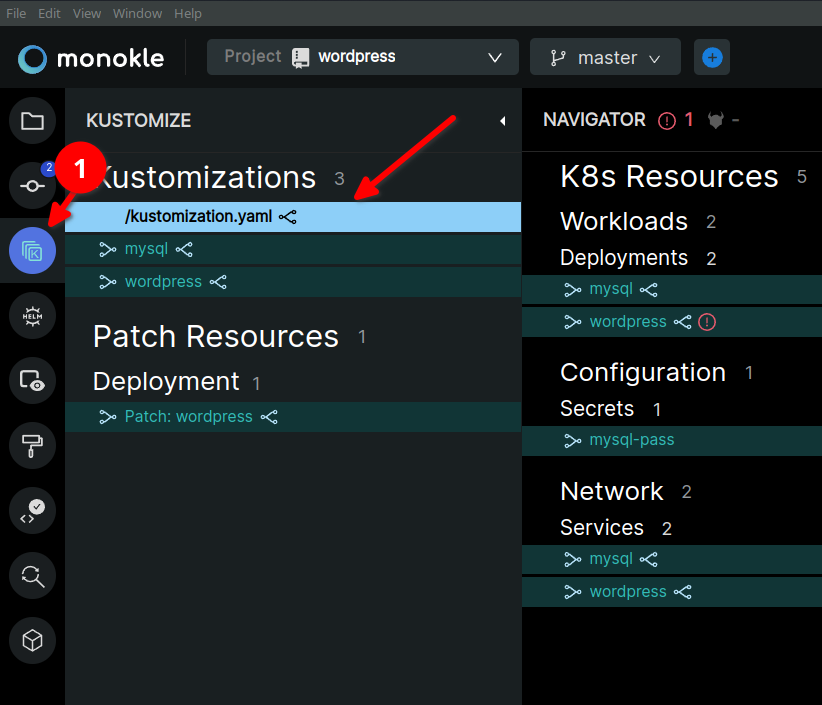 File Edit View Window Help
monokle Project wordpress master
KUSTOMIZE
NAVIGATOR 1 -
2
1
Kustomizations 3
/kustomization.yaml
mysql
wordpress
Patch Resources 1
Deployment 1
Patch: wordpress
K8s Resources 5
Workloads 2
Deployments 2
mysql
wordpress
Configuration 1
Secrets 1
mysql-pass
Network 2
Services 2
mysql
wordpress
K
HELM